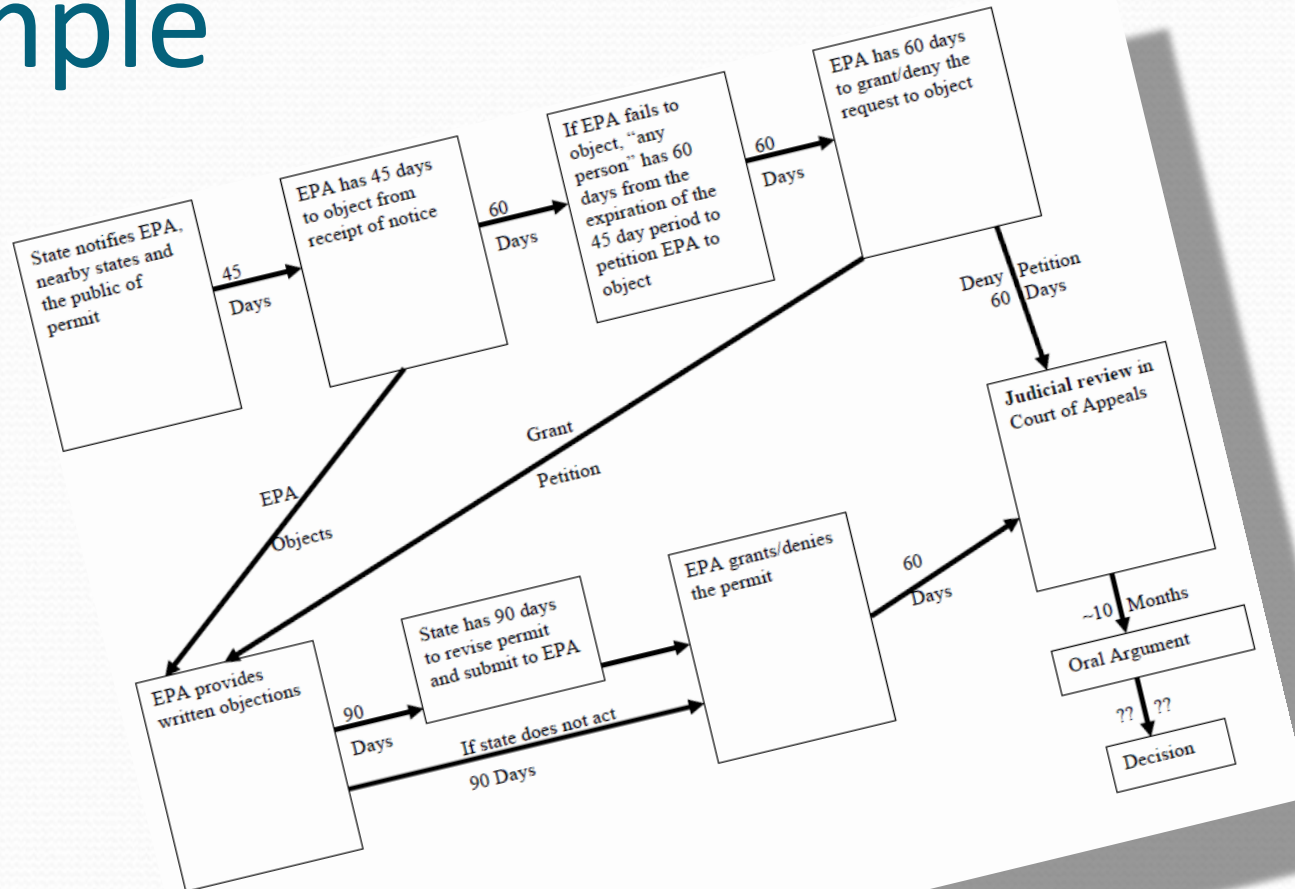 mple
State notifies EPA,
nearby states and
the public of
permit
45
Days
EPA has 45 days
to object from
receipt of notice
60
Days
If EPA fails to
object, “any
person” has 60
days from the
expiration of the
45 day period to
petition EPA to
object
60
Days
EPA has 60 days
to grant/deny the
request to object
Deny Petition
60 Days
Judicial review in
Court of Appeals
EPA
Objects
Grant
Petition
EPA provides
written objections
90
Days
State has 90 days
to revise permit
and submit to EPA
If state does not act
90 Days
EPA grants/denies
the permit
60
Days
~10 Months
Oral Argument
?? ??
Decision